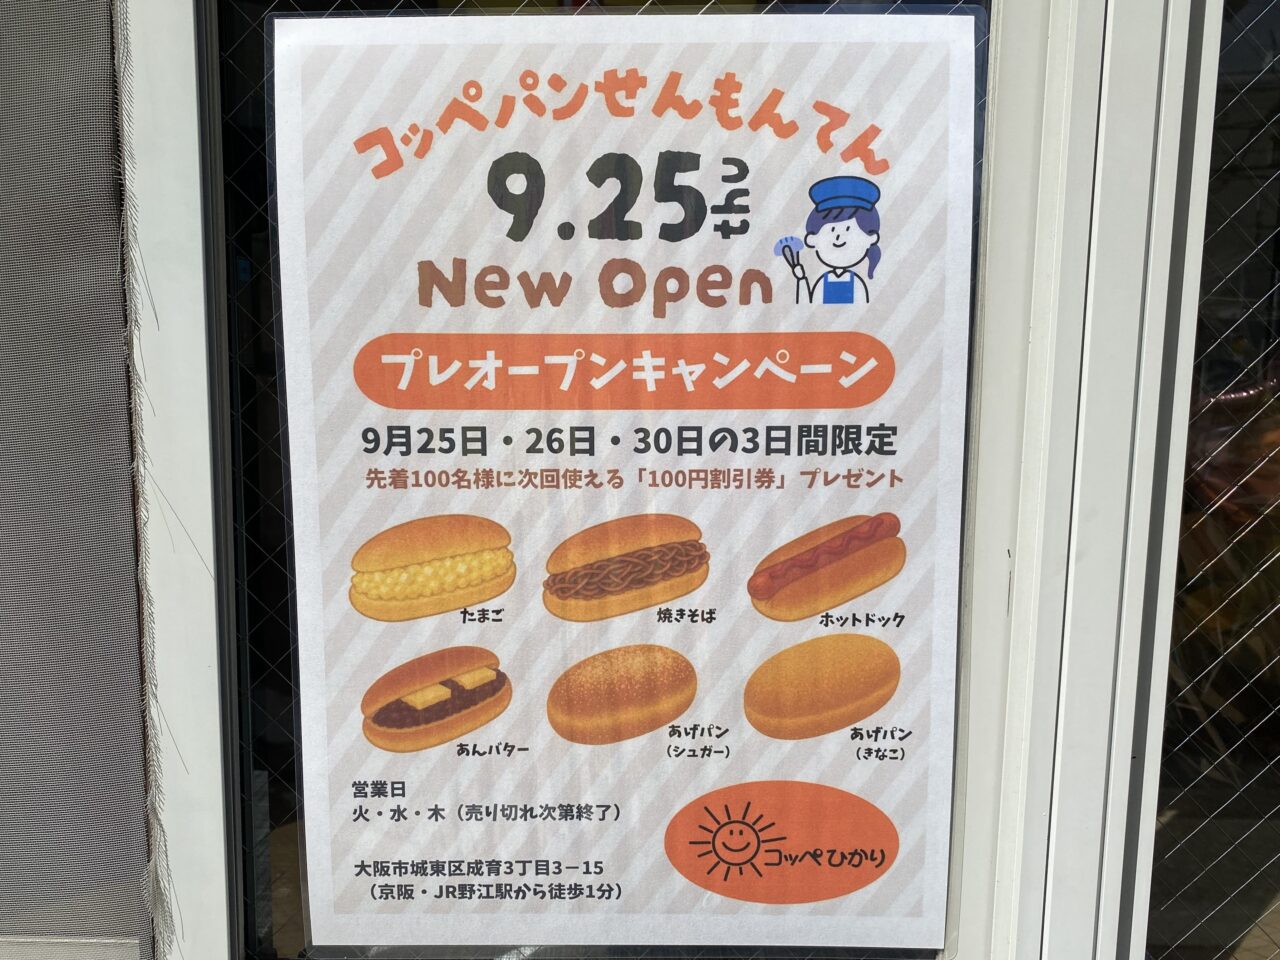 コッペパンせんもんてん
9.25 thu
New Open
プレオープンキャンペーン
9月25日・26日・30日の3日間限定
先着100名様に次回使える「100円割引券」プレゼント
たまご
焼きそば
ホットドック
あんバター
あげパン
(シュガー)
あげパン
(きなこ)
営業日
火・水・木（売り切れ次第終了）
コッペひかり
大阪市城東区成育3丁目3－15
（京阪・JR野江駅から徒歩1分）